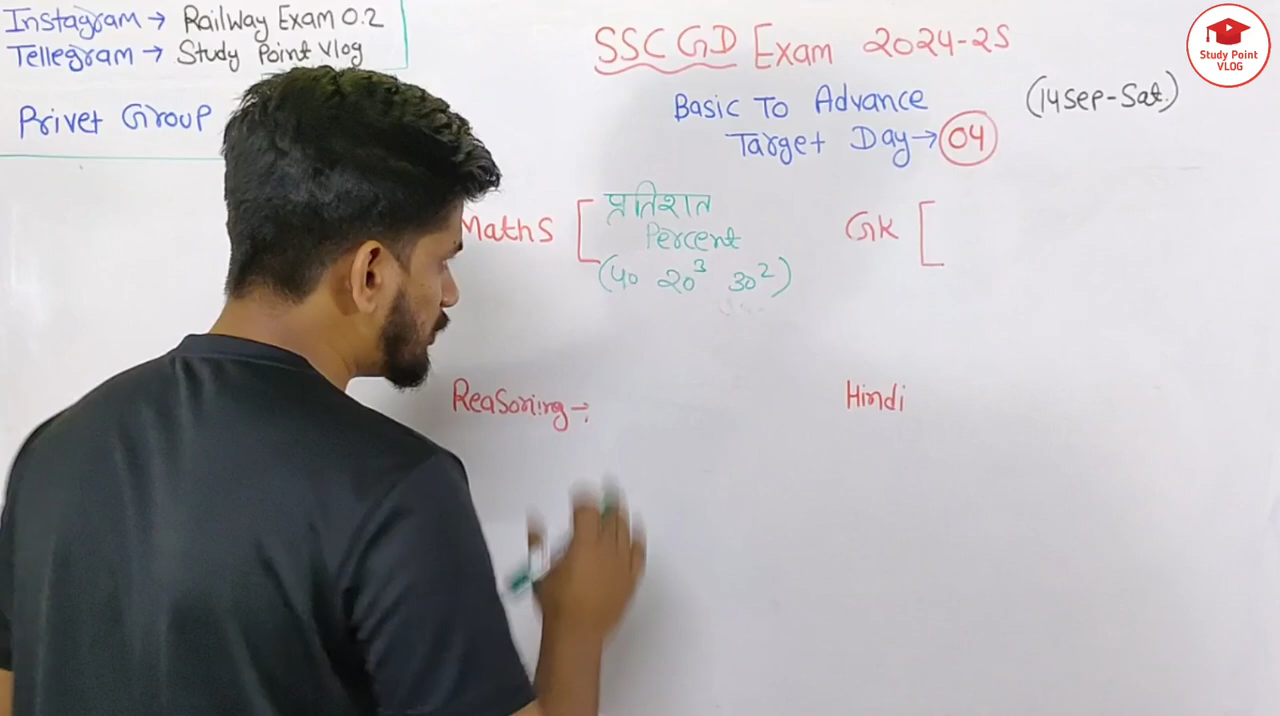 Instagram → Railway Exam 0.2
Tellegram → Study Point Vlog
Privet Group
SSC GD Exam 2024-25
Basic To Advance
Target Day → 04
(14 Sep - Sat.)
Study Point
VLOG
Maths [ प्रतिशत
Percent
(40 20³ 30²)
GK [
Reasoning →
Hindi